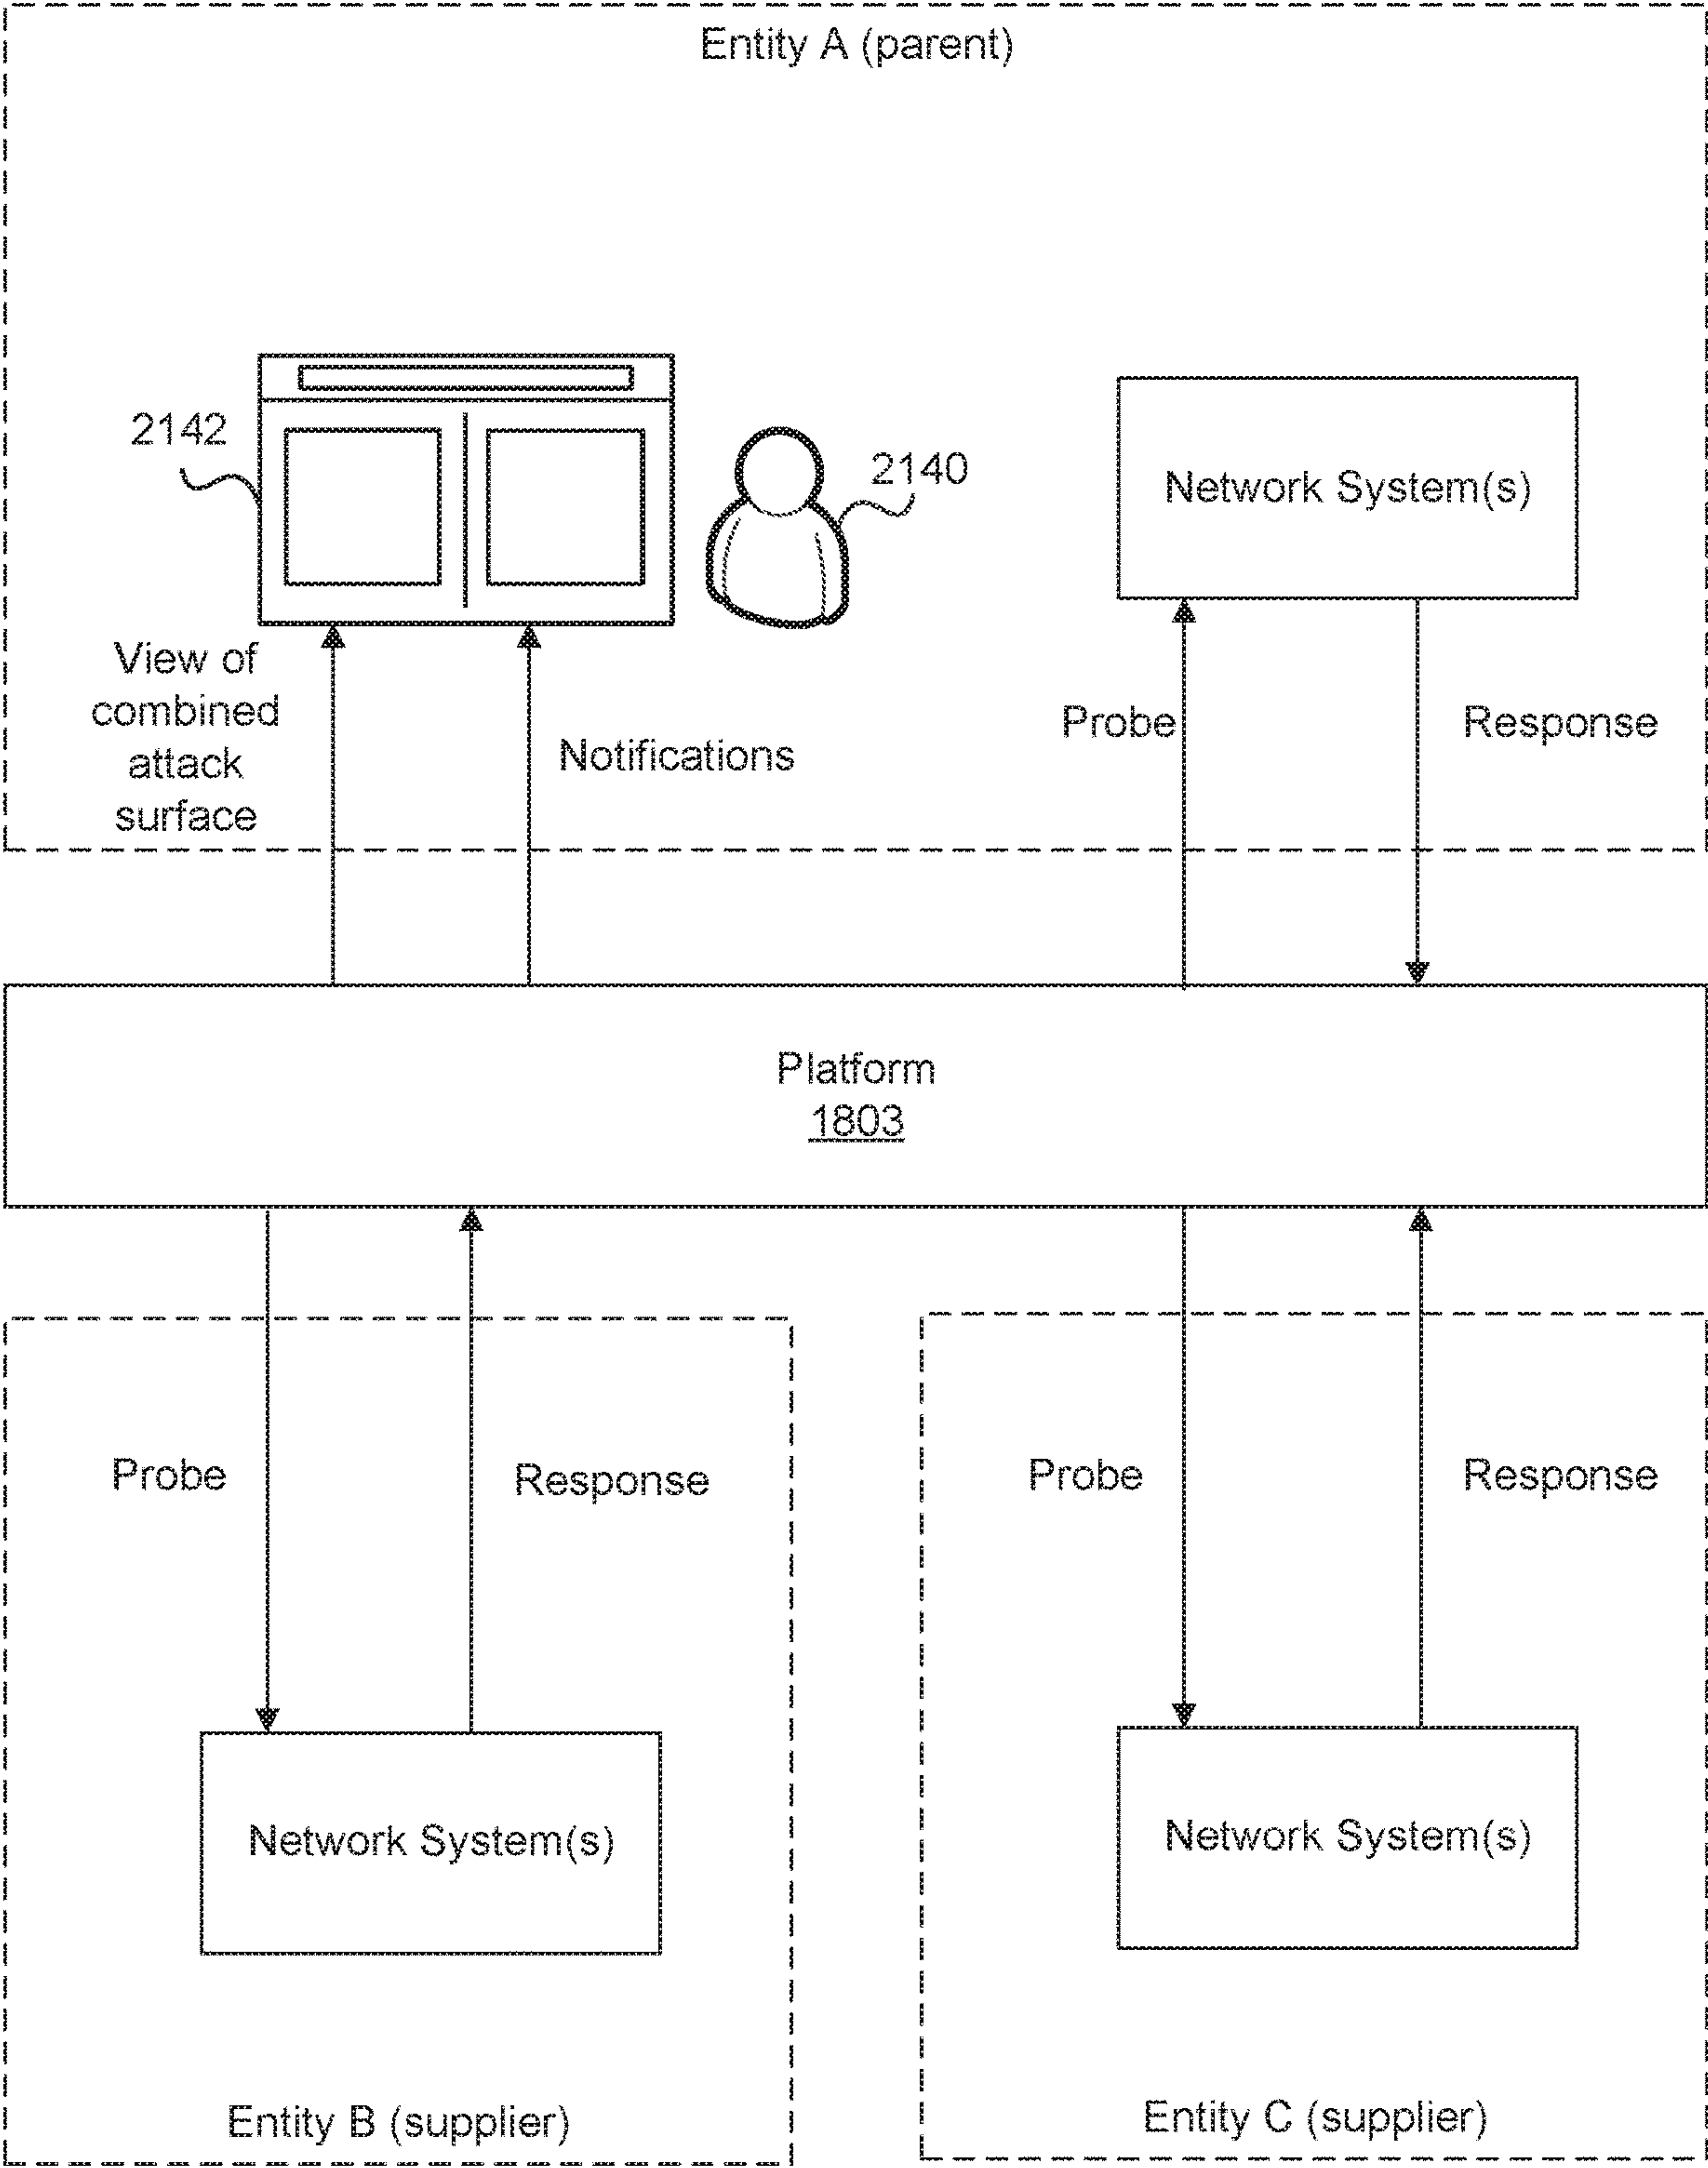 Entity A (parent)
2142
2140
Network System(s)
View of
combined
attack
surface
Notifications
Probe
Response
Platform
1803
Probe
Response
Probe
Response
Network System(s)
Network System(s)
Entity B (supplier)
Entity C (supplier)